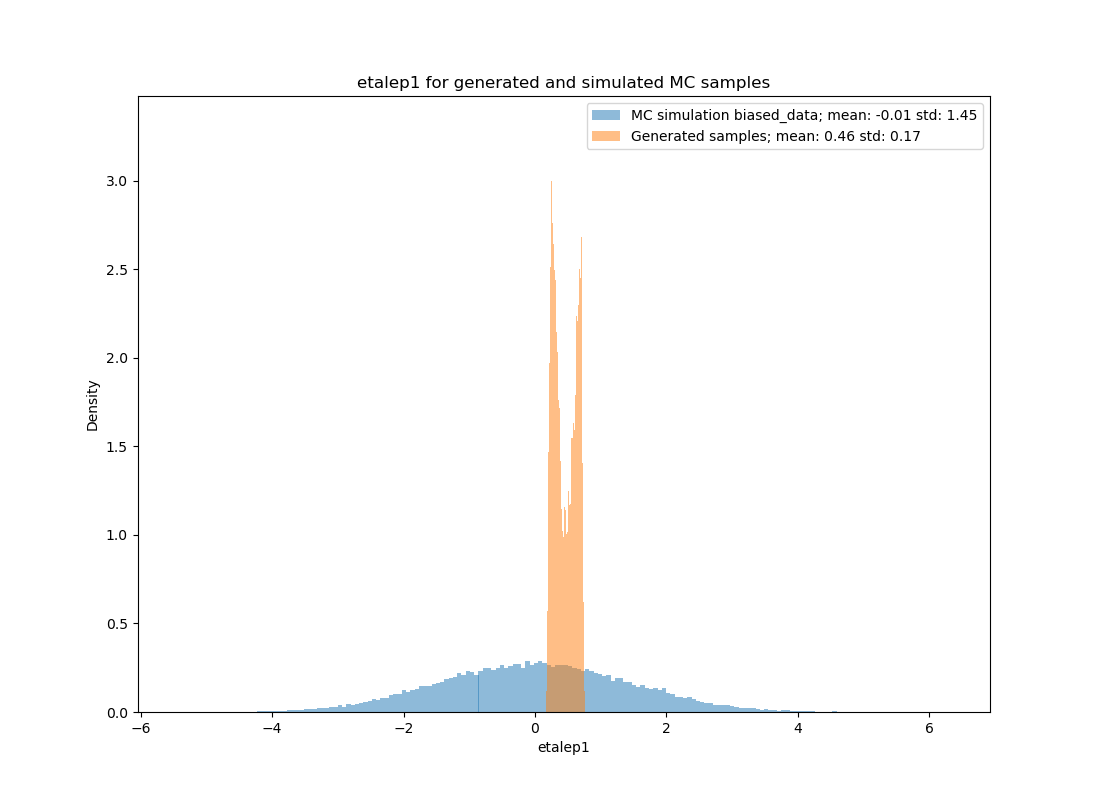 etalep1 for generated and simulated MC samples
MC simulation biased_data; mean: -0.01 std: 1.45
Generated samples; mean: 0.46 std: 0.17
3.0
2.5
2.0
1.5
1.0
0.5
0.0
Density
−6 −4 −2 0 2 4 6
etalep1